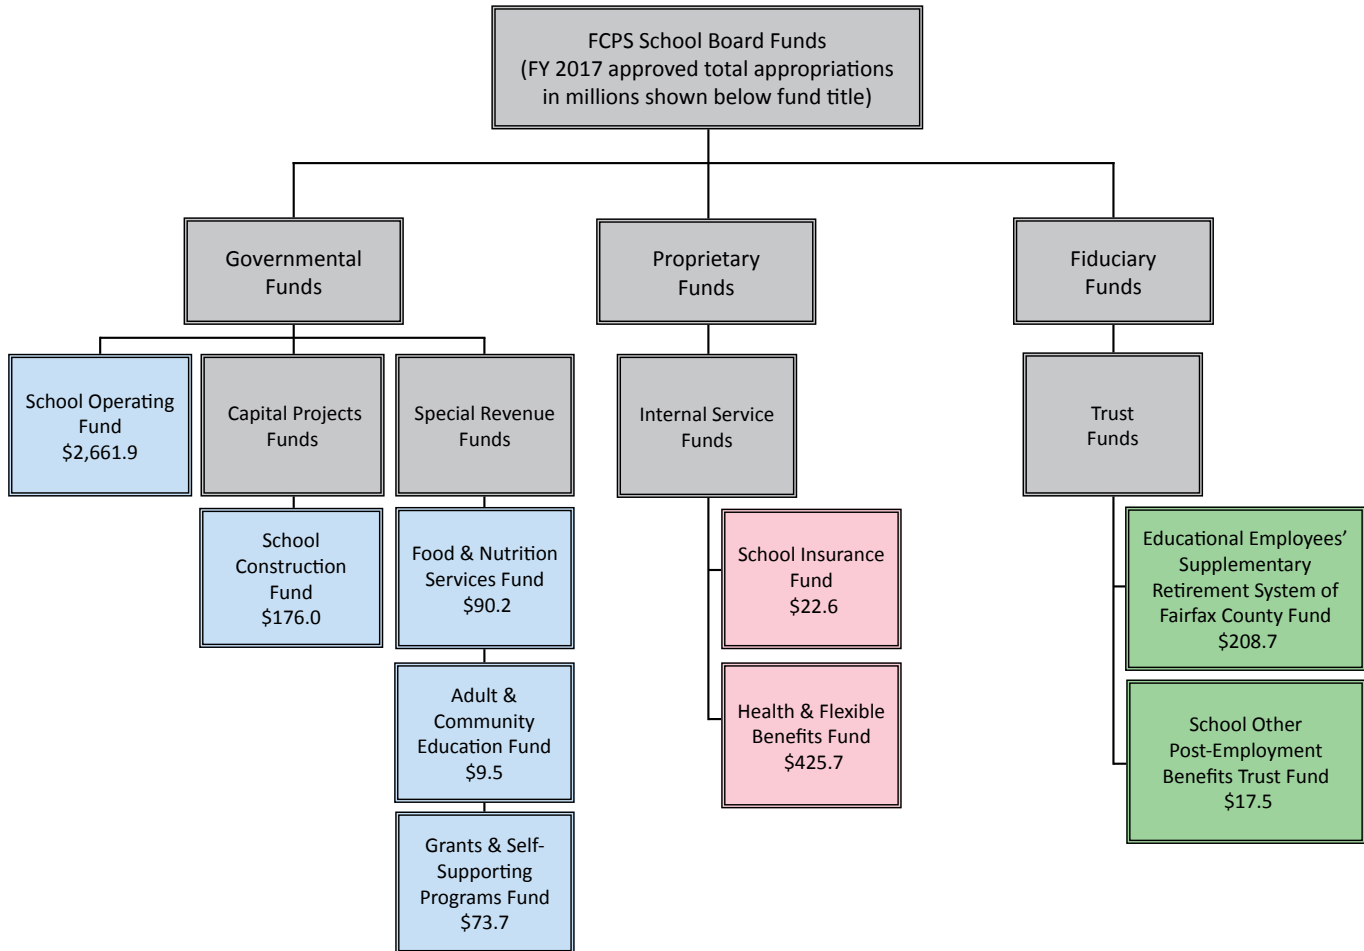 FCPS School Board Funds
(FY 2017 approved total appropriations
in millions shown below fund title)
Governmental
Funds
Proprietary
Funds
Fiduciary
Funds
School Operating
Fund
$2,661.9
Capital Projects
Funds
Special Revenue
Funds
Internal Service
Funds
Trust
Funds
School
Construction
Fund
$176.0
Food & Nutrition
Services Fund
$90.2
School Insurance
Fund
$22.6
Educational Employees’
Supplementary
Retirement System of
Fairfax County Fund
$208.7
Adult &
Community
Education Fund
$9.5
Health & Flexible
Benefits Fund
$425.7
School Other
Post-Employment
Benefits Trust Fund
$17.5
Grants & Self-
Supporting
Programs Fund
$73.7